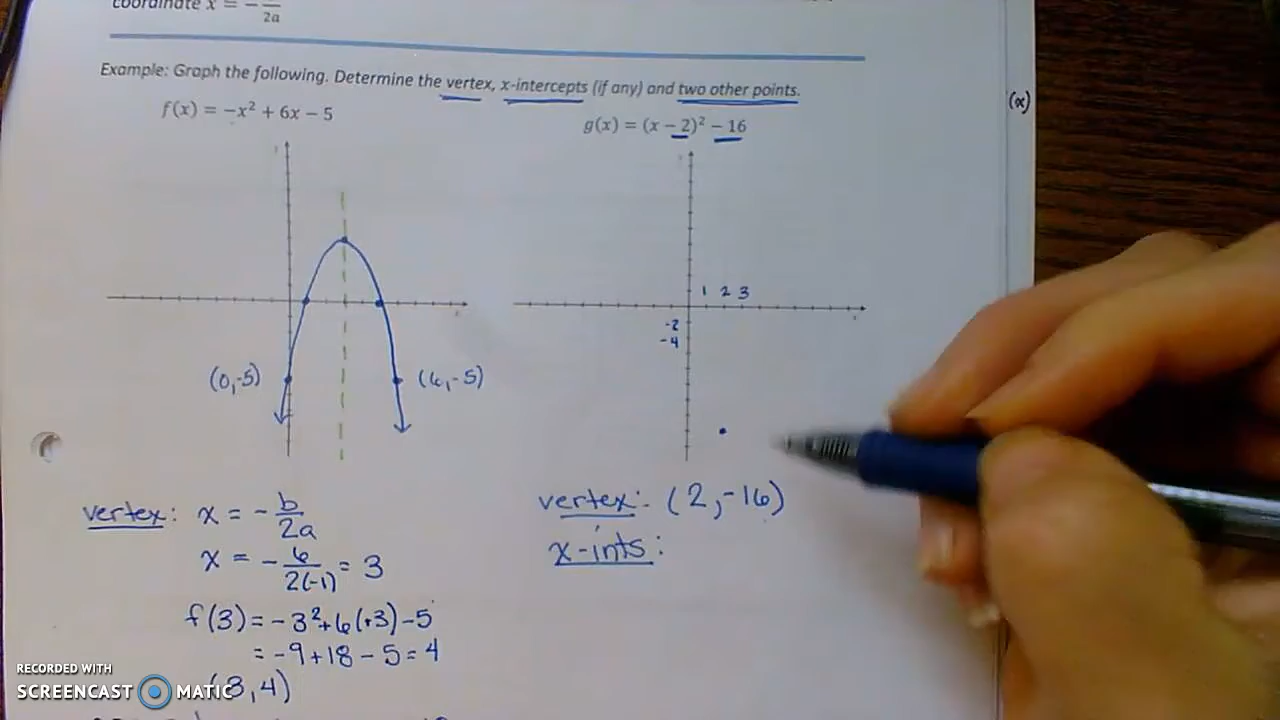 coordinate x = − / 2a
Example: Graph the following. Determine the vertex, x-intercepts (if any) and two other points.
(x)
f(x) = −x² + 6x − 5
g(x) = (x − 2)² − 16
1 2 3
-2
-4
(0,-5)
(6,-5)
vertex: x = - b/2a
x = - 6/2(-1) = 3
f(3) = -3²+6(+3)-5
= -9+18-5=4
(3,4)
vertex: (2,-16)
x-ints:
RECORDED WITH
SCREENCAST MATIC